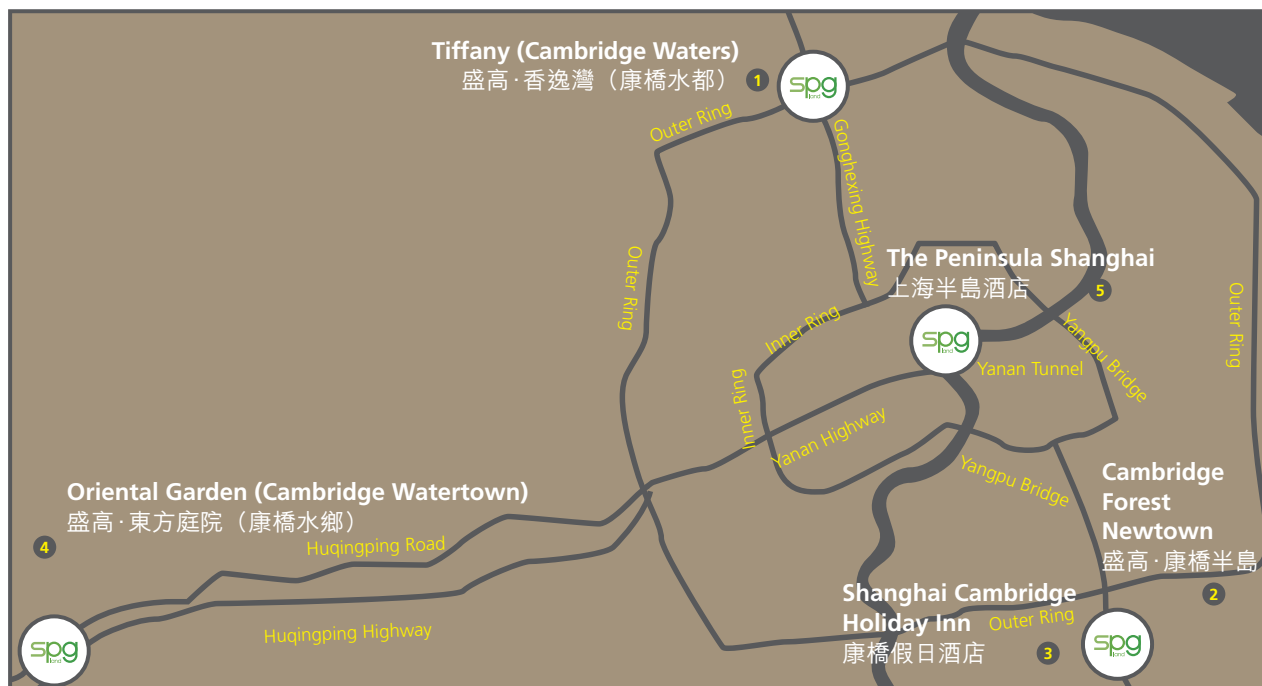 Tiffany (Cambridge Waters)
盛高·香逸灣（康橋水都）
1
spg
land
Outer Ring
Gonghexing Highway
Outer Ring
The Peninsula Shanghai
上海半島酒店
5
Outer Ring
Inner Ring
spg
land
Yangpu Bridge
Yanan Tunnel
Inner Ring
Yanan Highway
Yangpu Bridge
Oriental Garden (Cambridge Watertown)
盛高·東方庭院（康橋水鄉）
4
Huqingping Road
Huqingping Highway
spg
land
Cambridge
Forest
Newtown
盛高·康橋半島
2
Shanghai Cambridge
Holiday Inn
康橋假日酒店
3
Outer Ring
spg
land